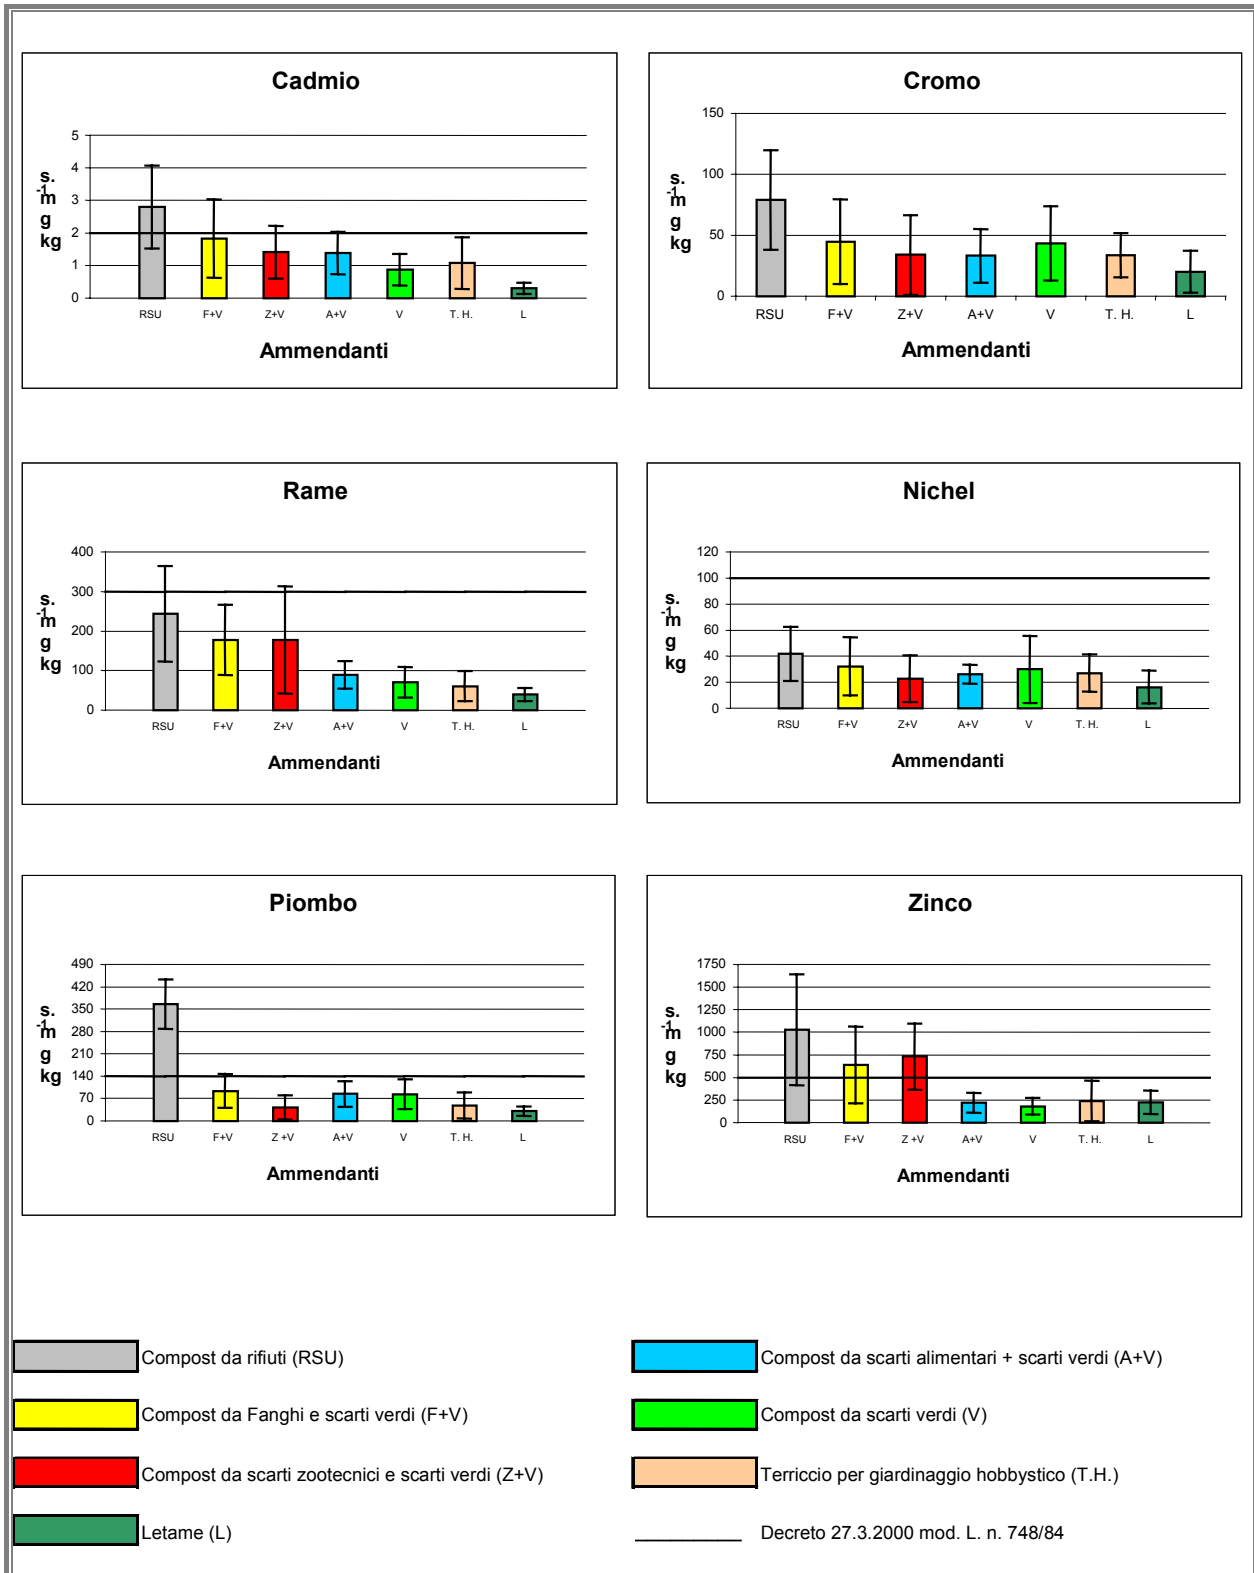 Cadmio
5
4
3
2
1
0
s.
-1
m
g
kg
RSU F+V Z+V A+V V T. H. L
Ammendanti
Cromo
150
100
50
0
s.
-1
m
g
kg
RSU F+V Z+V A+V V T. H. L
Ammendanti
Rame
400
300
200
100
0
s.
-1
m
g
kg
RSU F+V Z+V A+V V T. H. L
Ammendanti
Nichel
120
100
80
60
40
20
0
s.
-1
m
g
kg
RSU F+V Z+V A+V V T. H. L
Ammendanti
Piombo
490
420
350
280
210
140
70
0
s.
-1
m
g
kg
RSU F+V Z +V A+V V T. H. L
Ammendanti
Zinco
1750
1500
1250
1000
750
500
250
0
s.
-1
m
g
kg
RSU F+V Z +V A+V V T. H. L
Ammendanti
Compost da rifiuti (RSU)
Compost da scarti alimentari + scarti verdi (A+V)
Compost da Fanghi e scarti verdi (F+V)
Compost da scarti verdi (V)
Compost da scarti zootecnici e scarti verdi (Z+V)
Terriccio per giardinaggio hobbystico (T.H.)
Letame (L)
Decreto 27.3.2000 mod. L. n. 748/84